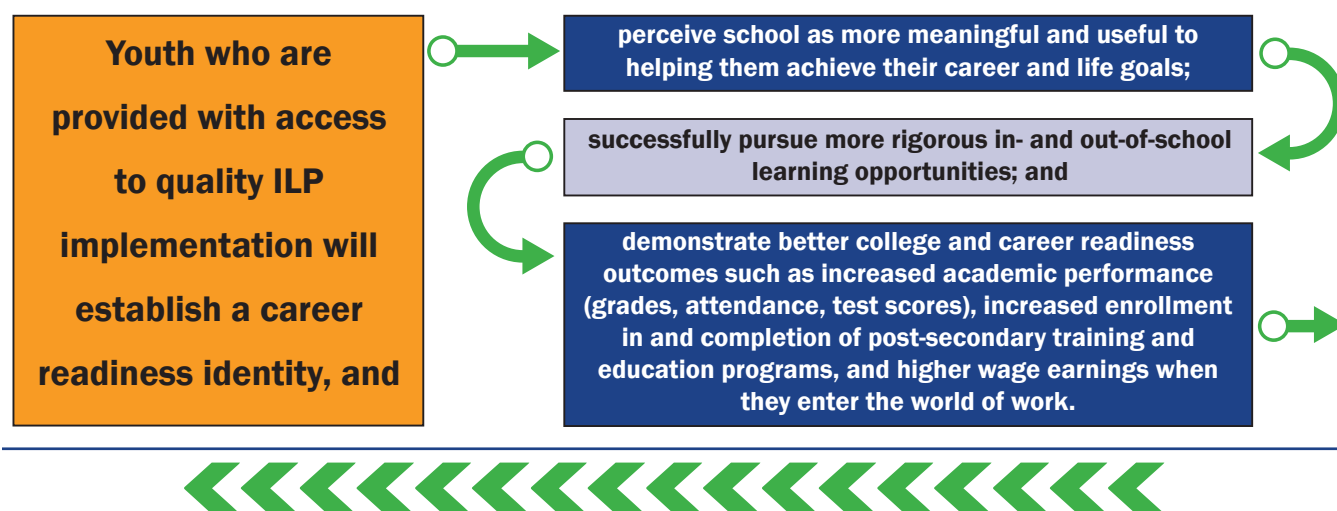 Youth who are
provided with access
to quality ILP
implementation will
establish a career
readiness identity, and
perceive school as more meaningful and useful to
helping them achieve their career and life goals;
successfully pursue more rigorous in- and out-of-school
learning opportunities; and
demonstrate better college and career readiness
outcomes such as increased academic performance
(grades, attendance, test scores), increased enrollment
in and completion of post-secondary training and
education programs, and higher wage earnings when
they enter the world of work.